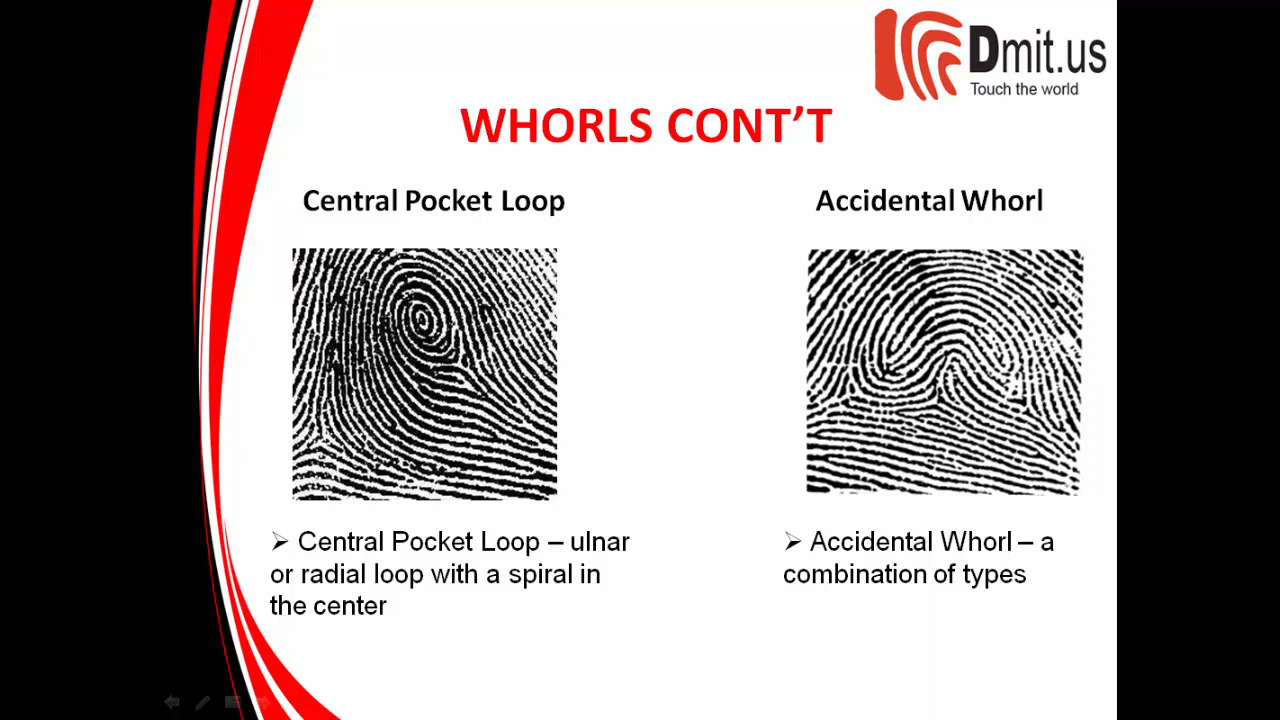 Dmit.us
Touch the world
WHORLS CONT’T
Central Pocket Loop
Accidental Whorl
➢ Central Pocket Loop – ulnar
or radial loop with a spiral in
the center
➢ Accidental Whorl – a
combination of types